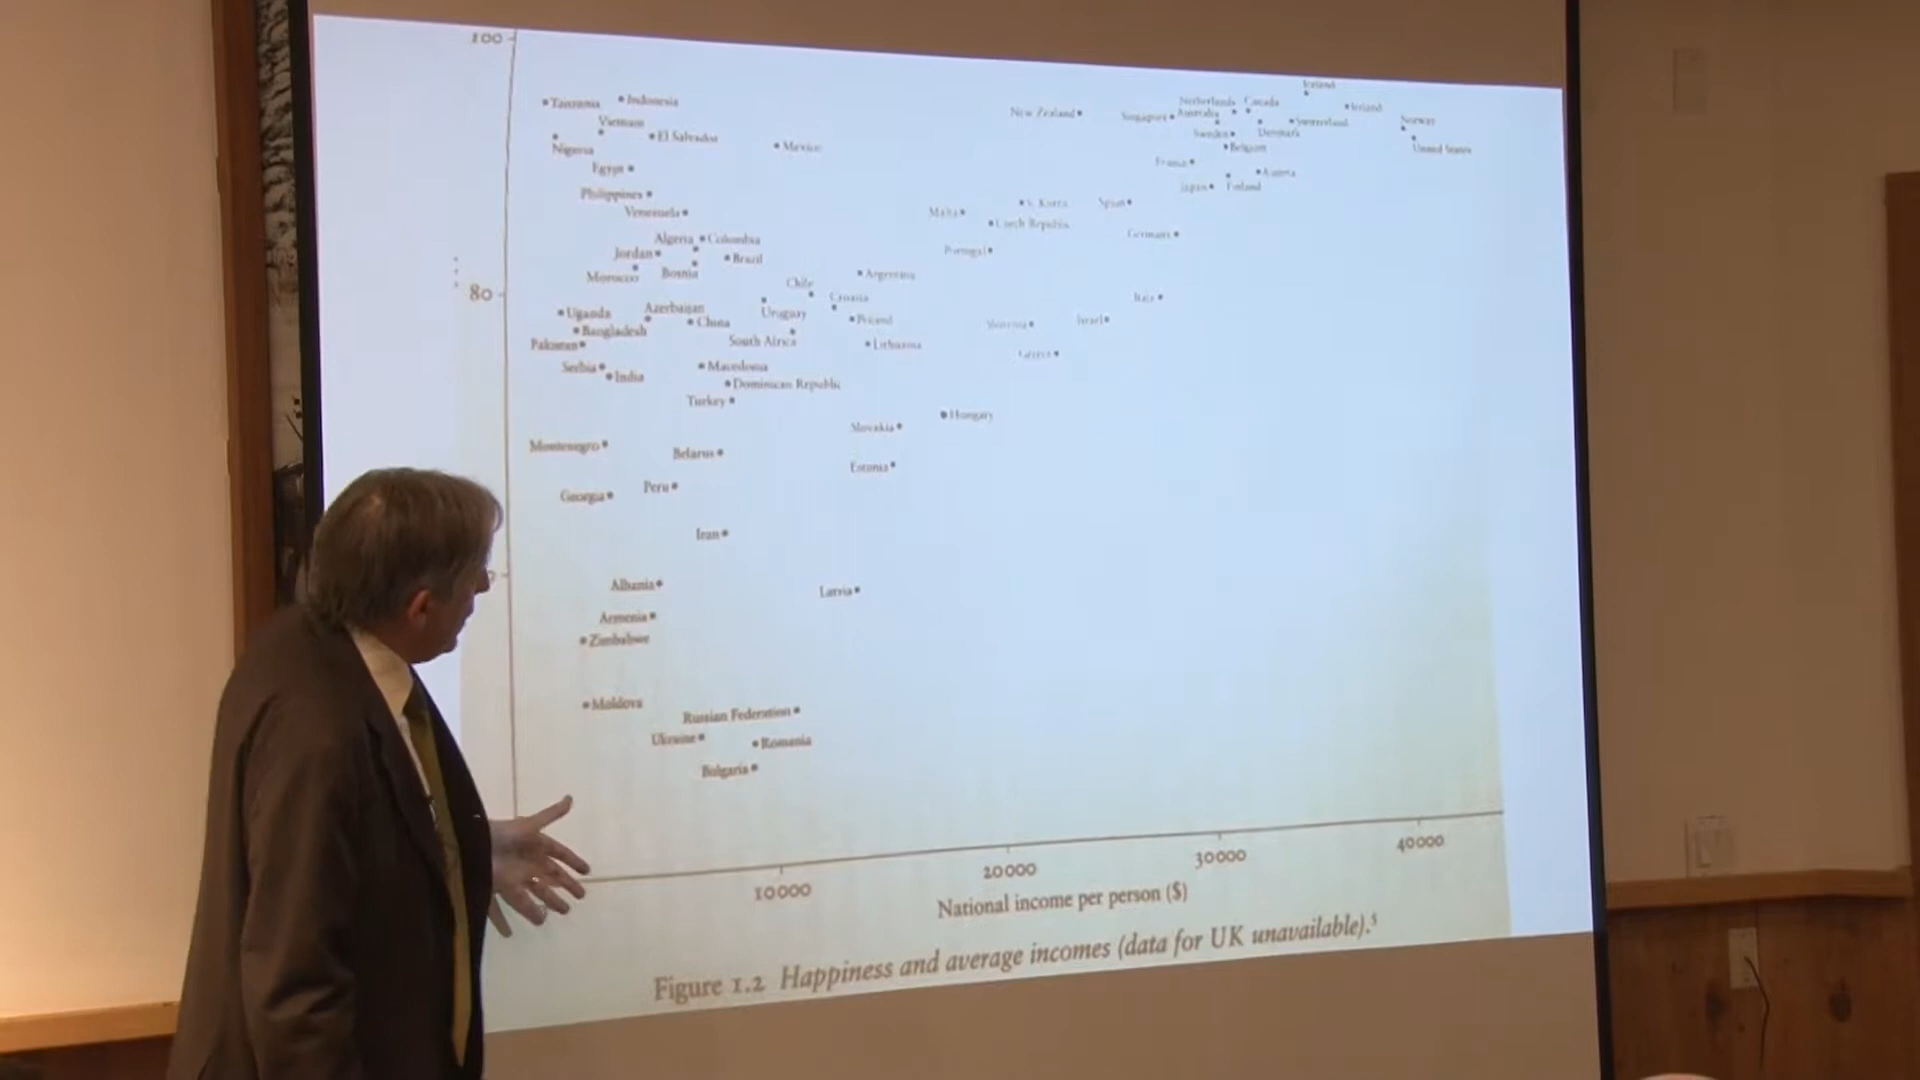 100
Iceland
Tanzania
Indonesia
Netherlands
Canada
Ireland
New Zealand
Singapore
Australia
Vietnam
Switzerland
Norway
El Salvador
Sweden
Denmark
Nigeria
Mexico
Belgium
United States
Egypt
France
Austria
Philippines
Japan
Finland
Venezuela
Malta
S. Korea
Spain
Czech Republic
Germany
Algeria
Colombia
Jordan
Brazil
Portugal
Morocco
Bosnia
Argentina
Chile
80
Croatia
Italy
Uganda
Azerbaijan
Uruguay
China
Poland
Slovenia
Israel
Bangladesh
Pakistan
South Africa
Lithuania
Greece
Serbia
Macedonia
India
Dominican Republic
Turkey
Hungary
Slovakia
Montenegro
Belarus
Estonia
Georgia
Peru
Iran
Albania
Latvia
Armenia
Zimbabwe
Moldova
Russian Federation
Ukraine
Romania
Bulgaria
10000
20000
30000
40000
National income per person ($)
Figure 1.2 Happiness and average incomes (data for UK unavailable).⁵